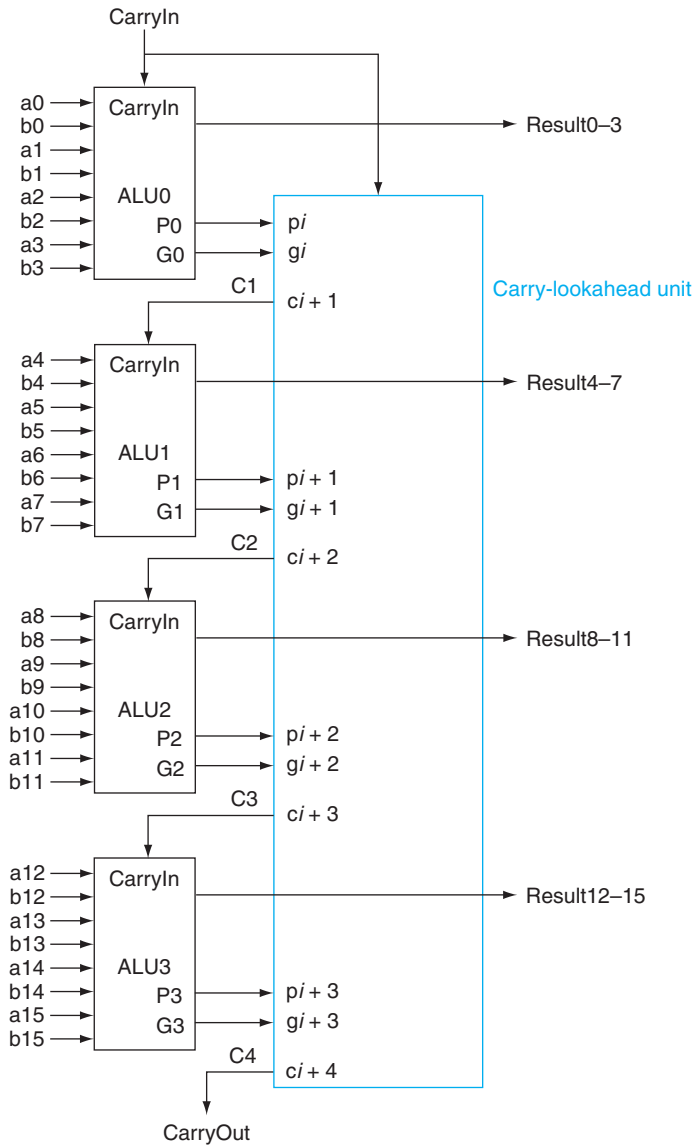 CarryIn
a0
b0
a1
b1
a2
b2
a3
b3
CarryIn
ALU0
P0
G0
Result0–3
pi
gi
C1
ci + 1
Carry-lookahead unit
a4
b4
a5
b5
a6
b6
a7
b7
CarryIn
ALU1
P1
G1
Result4–7
pi + 1
gi + 1
C2
ci + 2
a8
b8
a9
b9
a10
b10
a11
b11
CarryIn
ALU2
P2
G2
Result8–11
pi + 2
gi + 2
C3
ci + 3
a12
b12
a13
b13
a14
b14
a15
b15
CarryIn
ALU3
P3
G3
Result12–15
pi + 3
gi + 3
C4
ci + 4
CarryOut